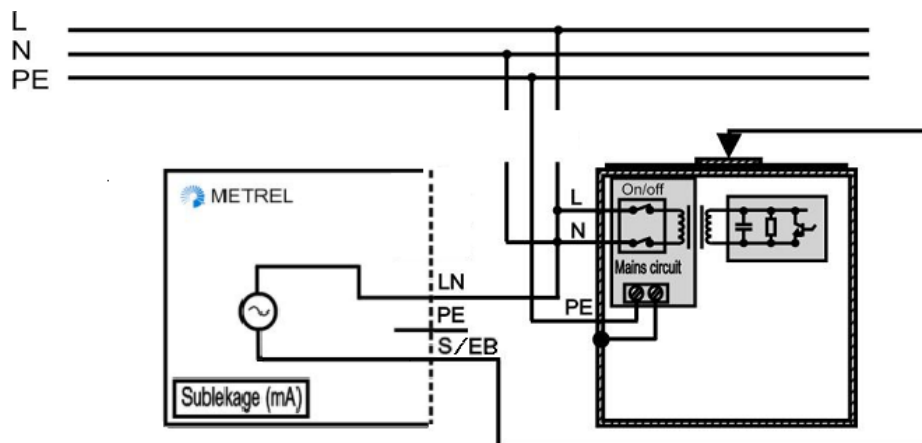 L
N
PE
METREL
On/off
L
N
Mains circuit
LN
PE
PE
S/EB
Sublekage (mA)